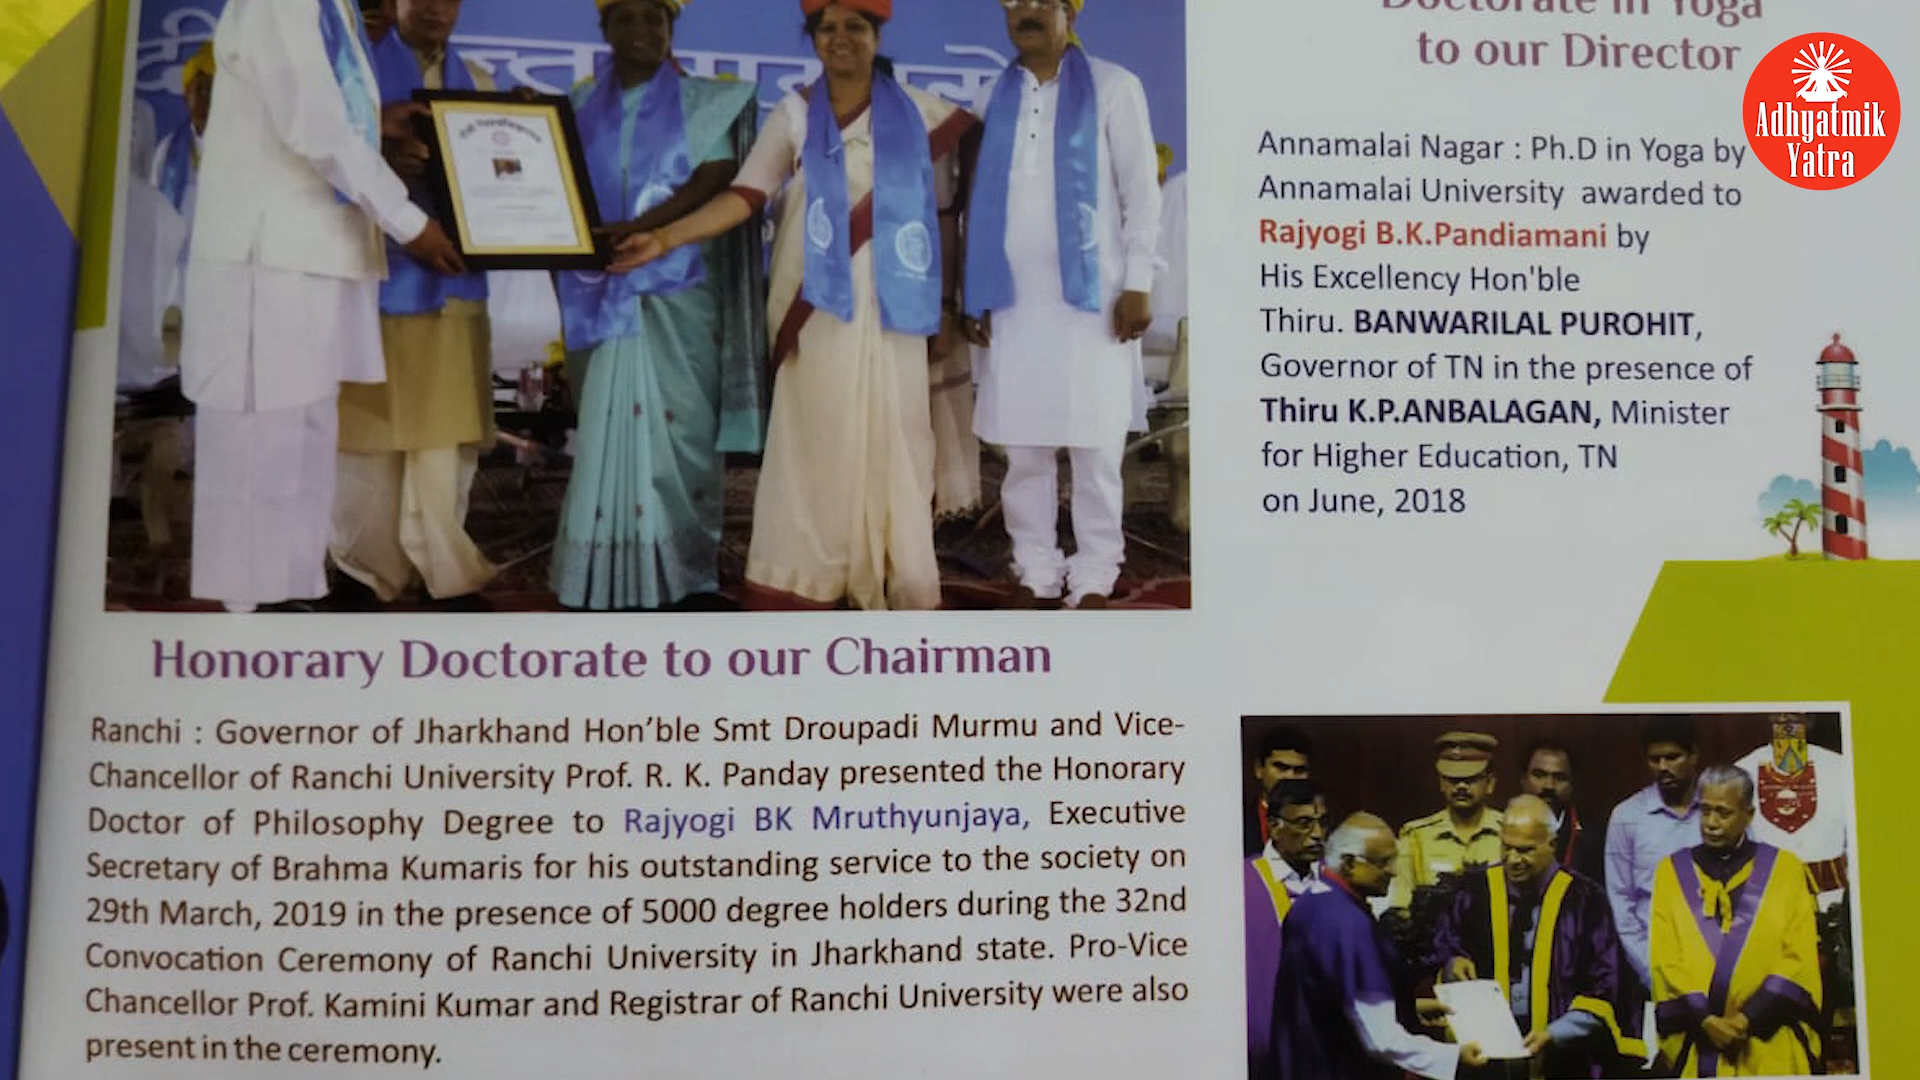 Doctorate in Yoga
to our Director
Adhyatmik
Yatra
Annamalai Nagar : Ph.D in Yoga by
Annamalai University awarded to
Rajyogi B.K.Pandiamani by
His Excellency Hon'ble
Thiru. BANWARILAL PUROHIT,
Governor of TN in the presence of
Thiru K.P.ANBALAGAN, Minister
for Higher Education, TN
on June, 2018
Honorary Doctorate to our Chairman
Ranchi : Governor of Jharkhand Hon’ble Smt Droupadi Murmu and Vice-
Chancellor of Ranchi University Prof. R. K. Panday presented the Honorary
Doctor of Philosophy Degree to Rajyogi BK Mruthyunjaya, Executive
Secretary of Brahma Kumaris for his outstanding service to the society on
29th March, 2019 in the presence of 5000 degree holders during the 32nd
Convocation Ceremony of Ranchi University in Jharkhand state. Pro-Vice
Chancellor Prof. Kamini Kumar and Registrar of Ranchi University were also
present in the ceremony.